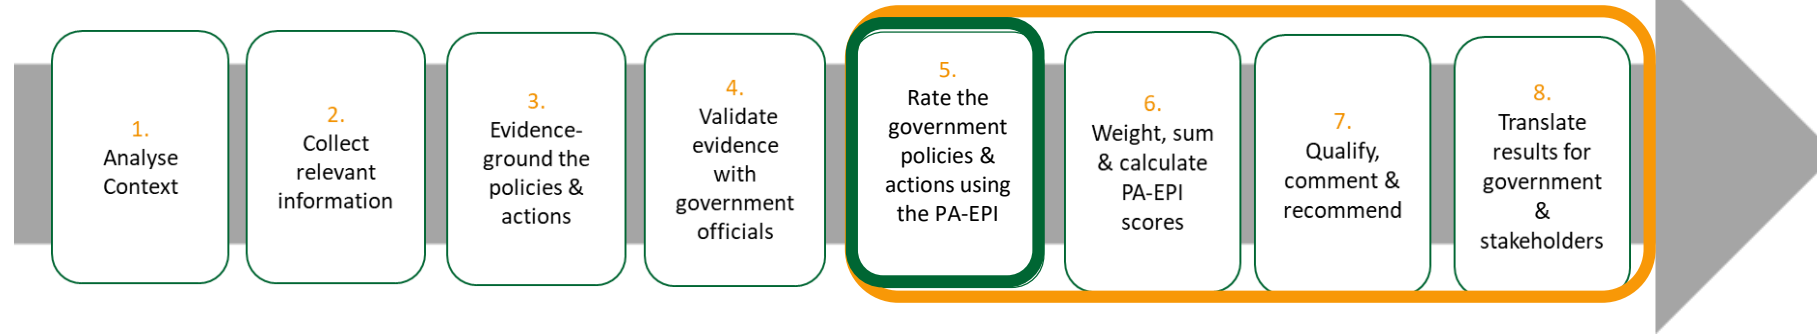 1.
Analyse
Context
2.
Collect
relevant
information
3.
Evidence-
ground the
policies &
actions
4.
Validate
evidence
with
government
officials
5.
Rate the
government
policies &
actions using
the PA-EPI
6.
Weight, sum
& calculate
PA-EPI
scores
7.
Qualify,
comment &
recommend
8.
Translate
results for
government
&
stakeholders